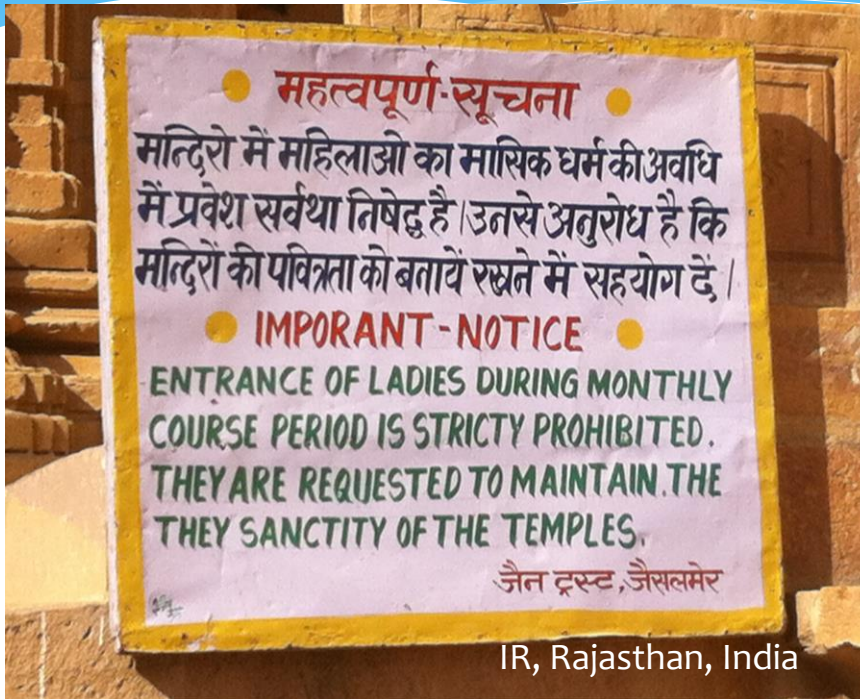 महत्वपूर्ण-सूचना
मन्दिरो में महिलाओ का मासिक धर्म की अवधि
में प्रवेश सर्वथा निषेद्ध है। उनसे अनुरोध है कि
मन्दिरों की पवित्रता को बनायें रखने में सहयोग दें।
IMPORANT-NOTICE
ENTRANCE OF LADIES DURING MONTHLY
COURSE PERIOD IS STRICTY PROHIBITED.
THEY ARE REQUESTED TO MAINTAIN.THE
THEY SANCTITY OF THE TEMPLES.
जैन ट्रस्ट,जैसलमेर
IR, Rajasthan, India